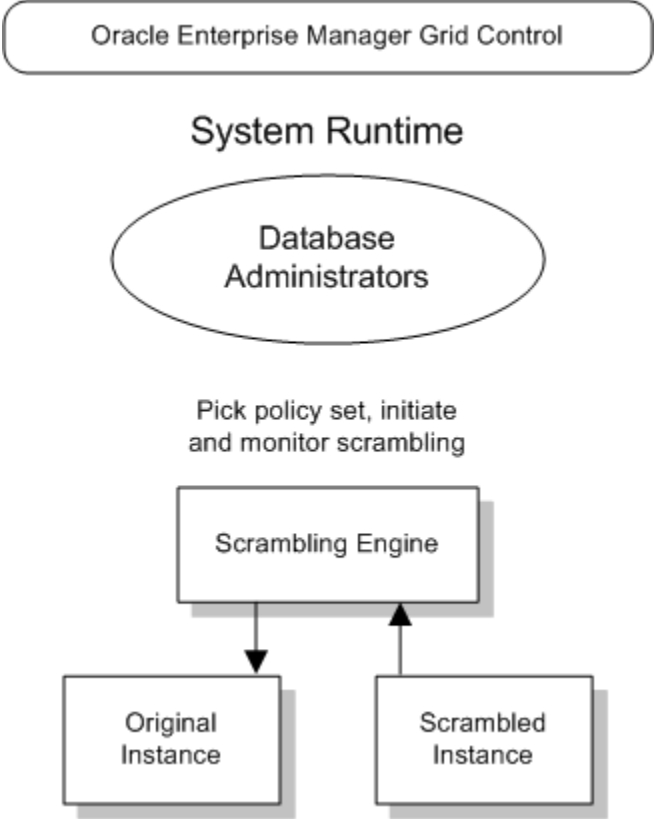 Oracle Enterprise Manager Grid Control
System Runtime
Database
Administrators
Pick policy set, initiate
and monitor scrambling
Scrambling Engine
Original
Instance
Scrambled
Instance